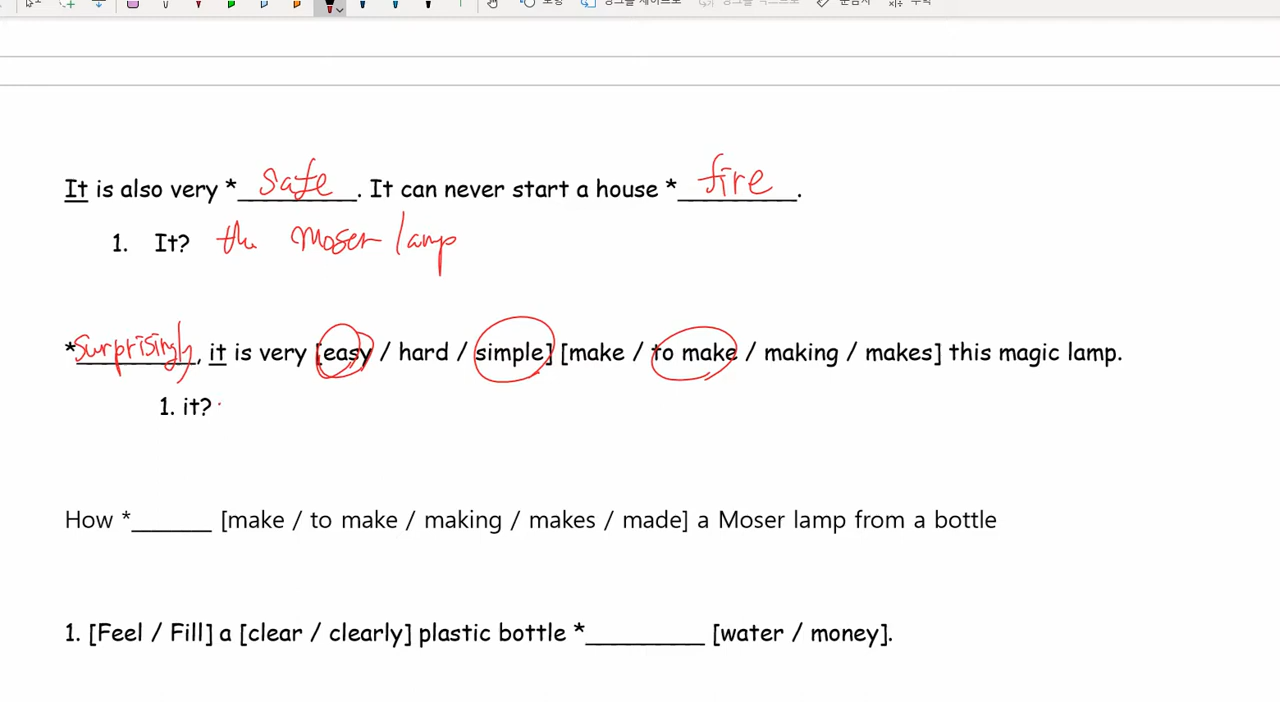 It is also very *safe. It can never start a house *fire.
1. It? the Moser lamp
*Surprisingly, it is very [easy / hard / simple] [make / to make / making / makes] this magic lamp.
1. it?
How *______ [make / to make / making / makes / made] a Moser lamp from a bottle
1. [Feel / Fill] a [clear / clearly] plastic bottle *_________ [water / money].